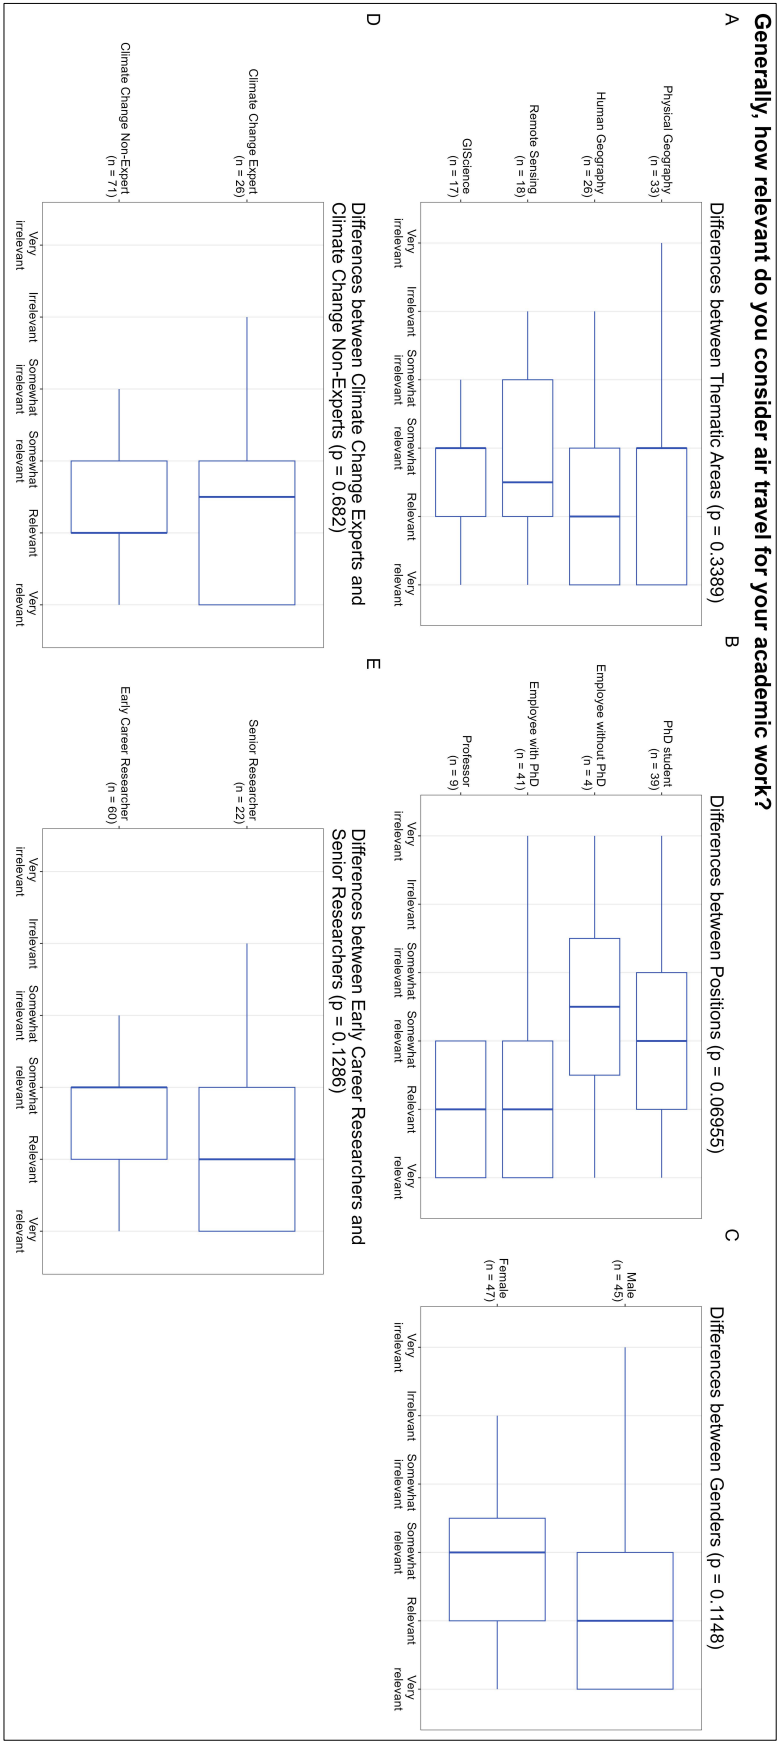 Generally, how relevant do you consider air travel for your academic work?
A
Differences between Thematic Areas (p = 0.3389)
Physical Geography
(n = 33)
Human Geography
(n = 26)
Remote Sensing
(n = 18)
GIScience
(n = 17)
Very
irrelevant
Irrelevant
Somewhat
irrelevant
Somewhat
relevant
Relevant
Very
relevant
B
Differences between Positions (p = 0.06955)
PhD student
(n = 39)
Employee without PhD
(n = 4)
Employee with PhD
(n = 41)
Professor
(n = 9)
Very
irrelevant
Irrelevant
Somewhat
irrelevant
Somewhat
relevant
Relevant
Very
relevant
C
Differences between Genders (p = 0.1148)
Male
(n = 45)
Female
(n = 47)
Very
irrelevant
Irrelevant
Somewhat
irrelevant
Somewhat
relevant
Relevant
Very
relevant
D
Differences between Climate Change Experts and
Climate Change Non-Experts (p = 0.682)
Climate Change Expert
(n = 26)
Climate Change Non-Expert
(n = 71)
Very
irrelevant
Irrelevant
Somewhat
irrelevant
Somewhat
relevant
Relevant
Very
relevant
E
Differences between Early Career Researchers and
Senior Researchers (p = 0.1286)
Senior Researcher
(n = 22)
Early Career Researcher
(n = 60)
Very
irrelevant
Irrelevant
Somewhat
irrelevant
Somewhat
relevant
Relevant
Very
relevant